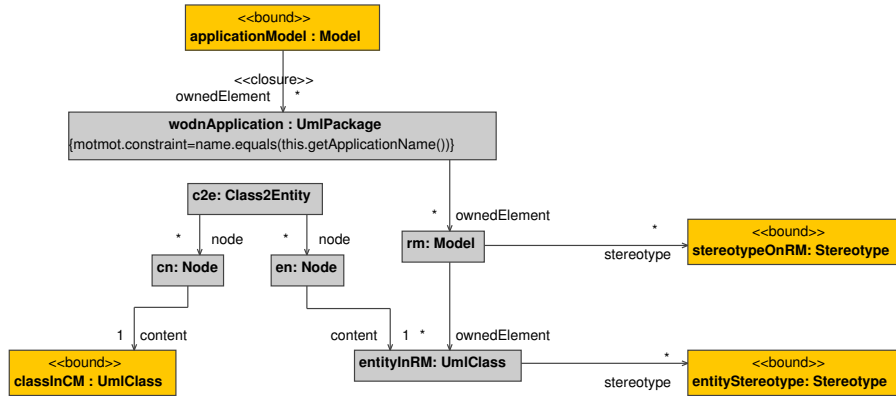 <<bound>>
applicationModel : Model
<<closure>>
ownedElement *
wodnApplication : UmlPackage
{motmot.constraint=name.equals(this.getApplicationName())}
c2e: Class2Entity
* ownedElement
* node * node
rm: Model
*
stereotype
<<bound>>
stereotypeOnRM: Stereotype
cn: Node
en: Node
1 content
content 1
* ownedElement
<<bound>>
classInCM : UmlClass
entityInRM: UmlClass
*
stereotype
<<bound>>
entityStereotype: Stereotype